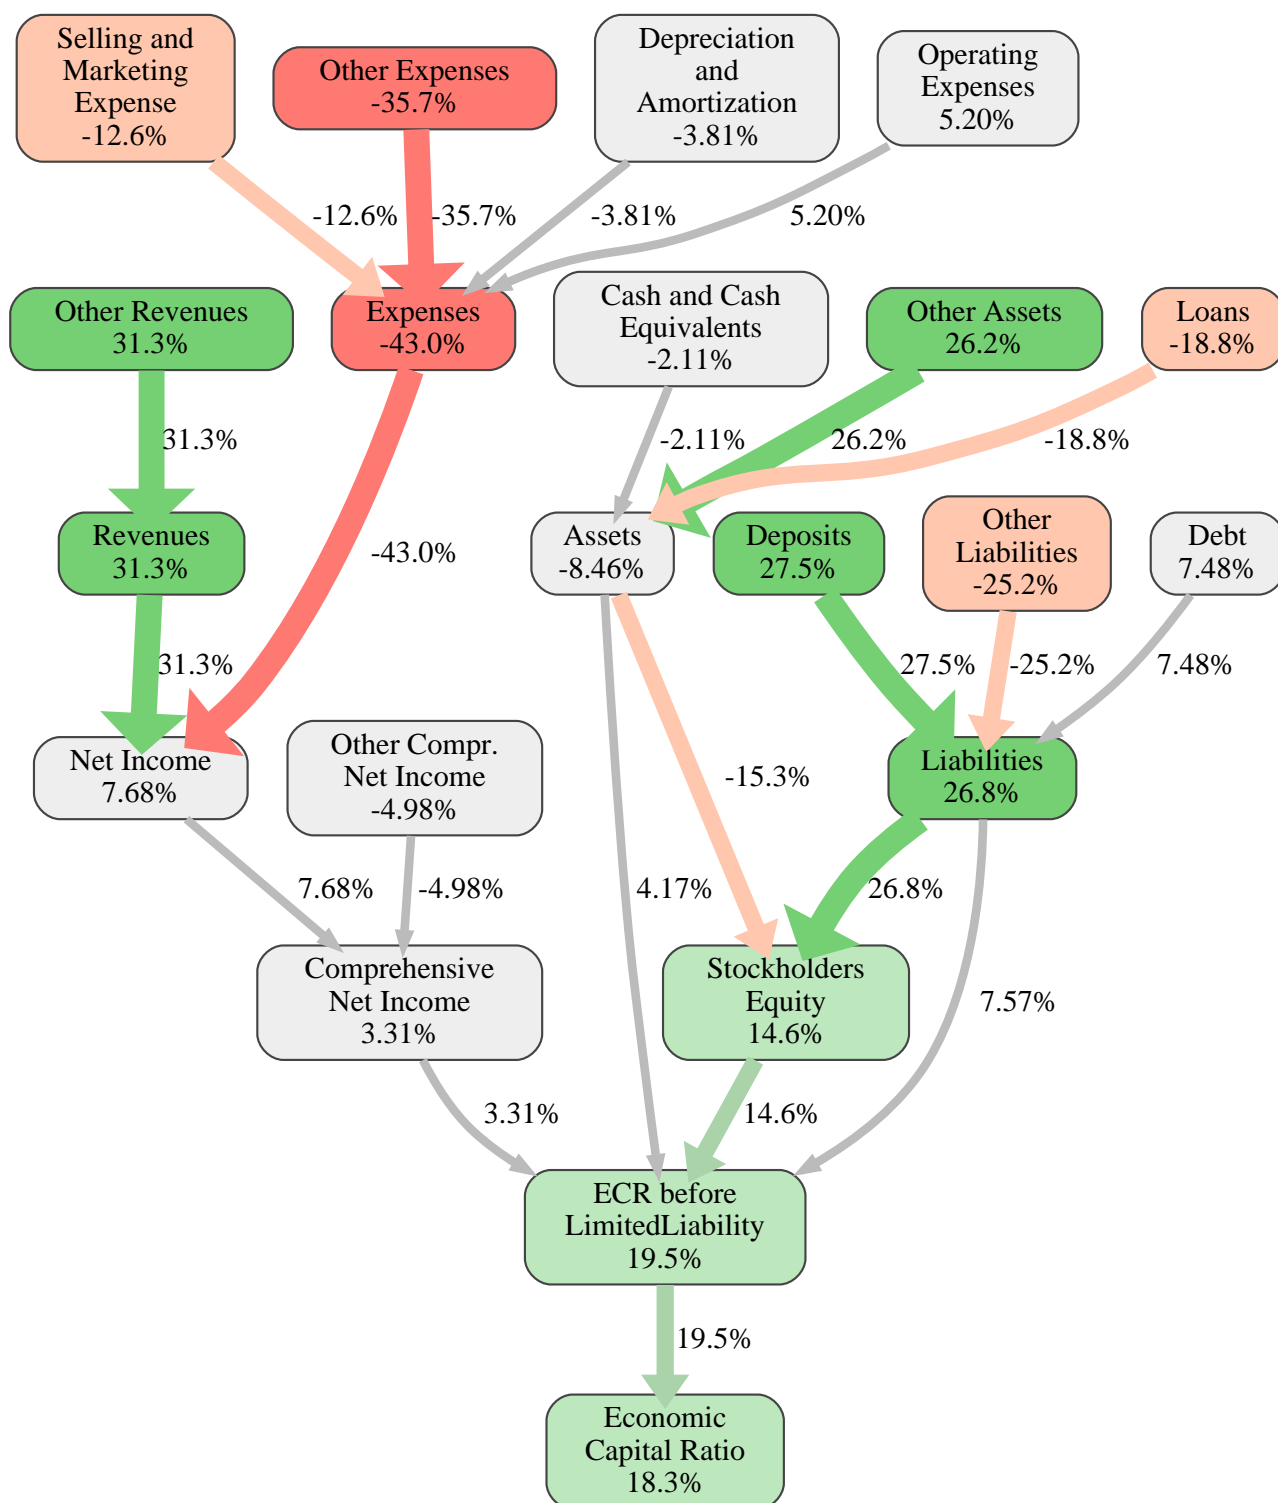 Selling and
Marketing
Expense
-12.6%
Other Expenses
-35.7%
Depreciation
and
Amortization
-3.81%
Operating
Expenses
5.20%
-12.6%
-35.7%
-3.81%
5.20%
Other Revenues
31.3%
Expenses
-43.0%
Cash and Cash
Equivalents
-2.11%
Other Assets
26.2%
Loans
-18.8%
31.3%
-2.11%
26.2%
-18.8%
Revenues
31.3%
-43.0%
Assets
-8.46%
Deposits
27.5%
Other
Liabilities
-25.2%
Debt
7.48%
31.3%
27.5%
-25.2%
7.48%
Net Income
7.68%
Other Compr.
Net Income
-4.98%
-15.3%
Liabilities
26.8%
7.68%
-4.98%
4.17%
26.8%
Comprehensive
Net Income
3.31%
Stockholders
Equity
14.6%
7.57%
3.31%
14.6%
ECR before
LimitedLiability
19.5%
19.5%
Economic
Capital Ratio
18.3%